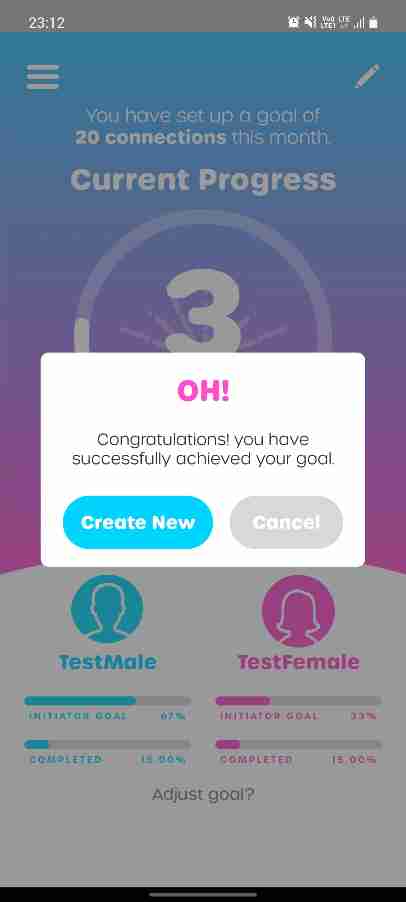 23:12
You have set up a goal of
20 connections this month.
Current Progress
3
OH!
Congratulations! you have
successfully achieved your goal.
Create New
Cancel
TestMale
TestFemale
INITIATOR GOAL 67%
INITIATOR GOAL 33%
COMPLETED 15.00%
COMPLETED 15.00%
Adjust goal?